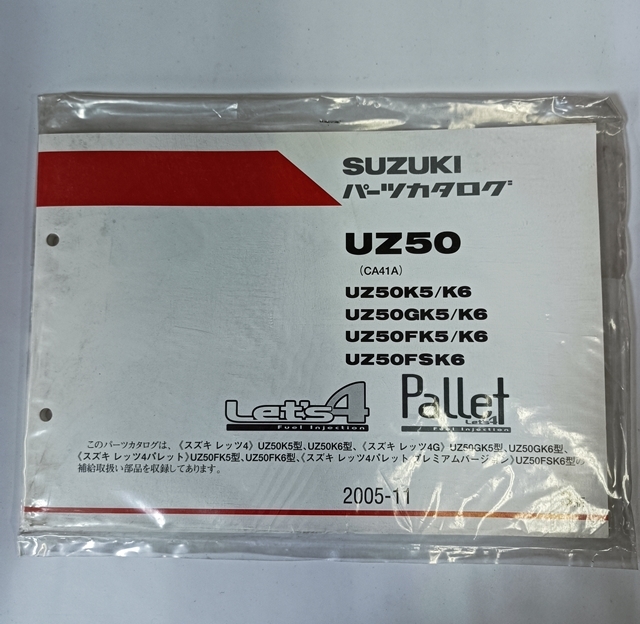 SUZUKI
パーツカタログ
UZ50
(CA41A)
UZ50K5/K6
UZ50GK5/K6
UZ50FK5/K6
UZ50FSK6
Let's4
Fuel Injection
Pallet
Let's4
Fuel Injection
このパーツカタログは、《スズキ レッツ4》UZ50K5型、UZ50K6型、《スズキ レッツ4G》UZ50GK5型、UZ50GK6型、
《スズキ レッツ4パレット》UZ50FK5型、UZ50FK6型、《スズキ レッツ4パレット プレミアムバージョン》UZ50FSK6型の
補給取扱い部品を収録してあります。
2005-11